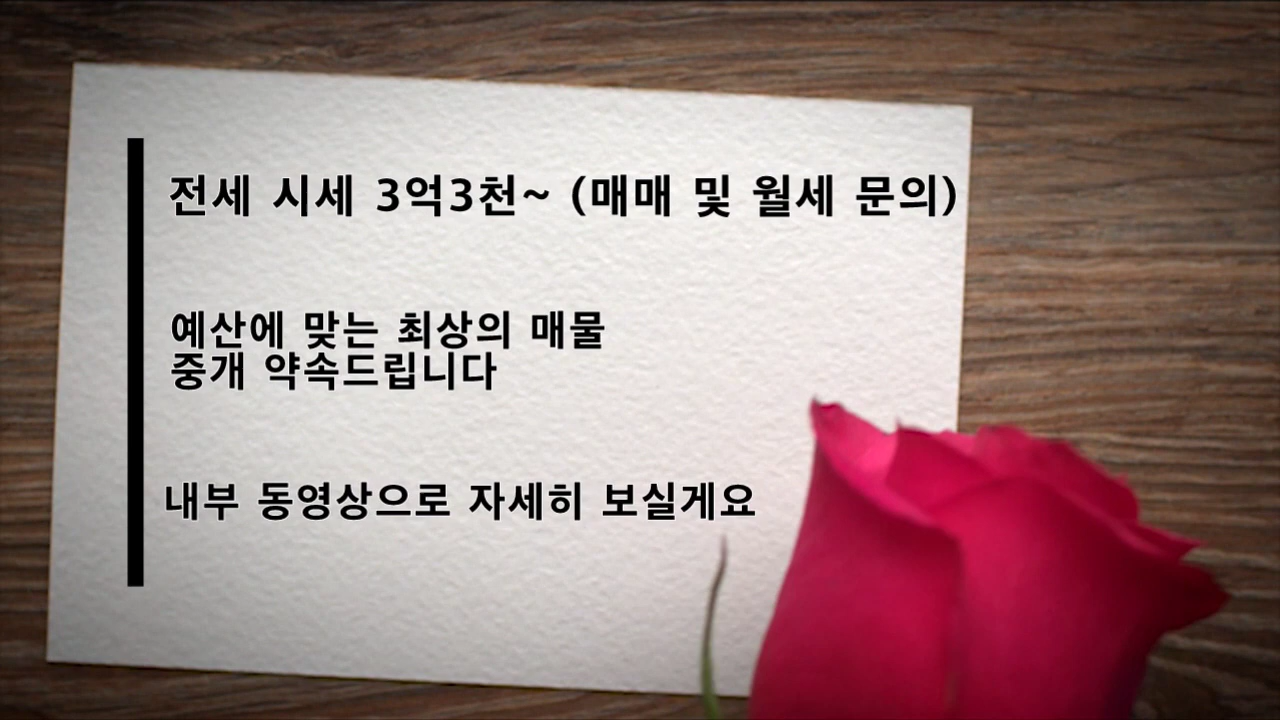 전세 시세 3억3천~ (매매 및 월세 문의)
예산에 맞는 최상의 매물
중개 약속드립니다
내부 동영상으로 자세히 보실게요